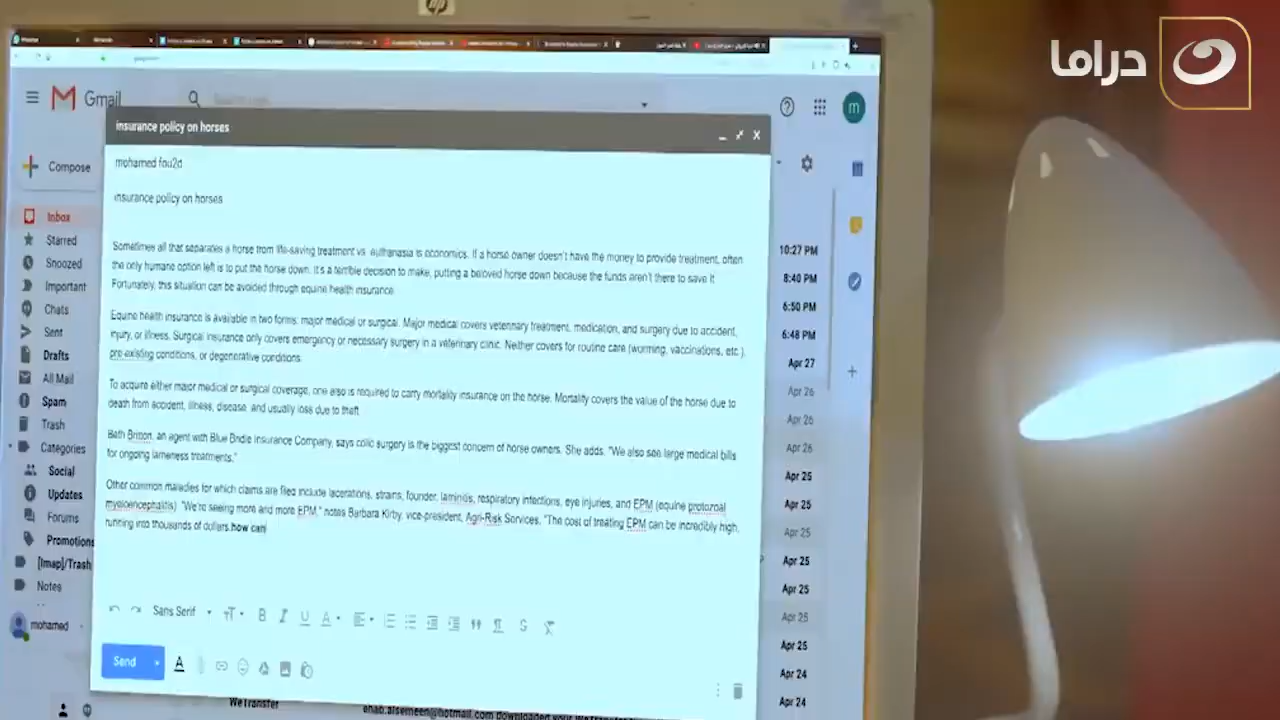 hp
دراما
Gmail
insurance policy on horses
mohamed fou2d
insurance policy on horses
Sometimes all that separates a horse from life-saving treatment vs. euthanasia is economics. If a horse owner doesn't have the money to provide treatment, often
the only humane option left is to put the horse down. It's a terrible decision to make, putting a beloved horse down because the funds aren't there to save it.
Fortunately, this situation can be avoided through equine health insurance.
Equine health insurance is available in two forms: major medical or surgical. Major medical covers veterinary treatment, medication, and surgery due to accident,
injury, or illness. Surgical insurance only covers emergency or necessary surgery in a veterinary clinic. Neither covers for routine care (worming, vaccinations, etc.),
pre-existing conditions, or degenerative conditions.
To acquire either major medical or surgical coverage, one also is required to carry mortality insurance on the horse. Mortality covers the value of the horse due to
death from accident, illness, disease, and usually loss due to theft.
Beth Britton, an agent with Blue Bridle Insurance Company, says colic surgery is the biggest concern of horse owners. She adds, "We also see large medical bills
for ongoing lameness treatments."
Other common maladies for which claims are filed include lacerations, strains, founder, laminitis, respiratory infections, eye injuries, and EPM (equine protozoal
myeloencephalitis). "We're seeing more and more EPM," notes Barbara Kirby, vice-president, Agri-Risk Services. "The cost of treating EPM can be incredibly high,
running into thousands of dollars.how can
Sans Serif
Send
Compose
Inbox
Starred
Snoozed
Important
Chats
Sent
Drafts
All Mail
Spam
Trash
Categories
Social
Updates
Forums
Promotions
[Imap]/Trash
Notes
mohamed
m
10:27 PM
8:40 PM
6:50 PM
6:48 PM
Apr 27
Apr 26
Apr 26
Apr 26
Apr 25
Apr 25
Apr 25
Apr 25
Apr 25
Apr 25
Apr 25
Apr 24
Apr 24
WeTransfer
downloaded your